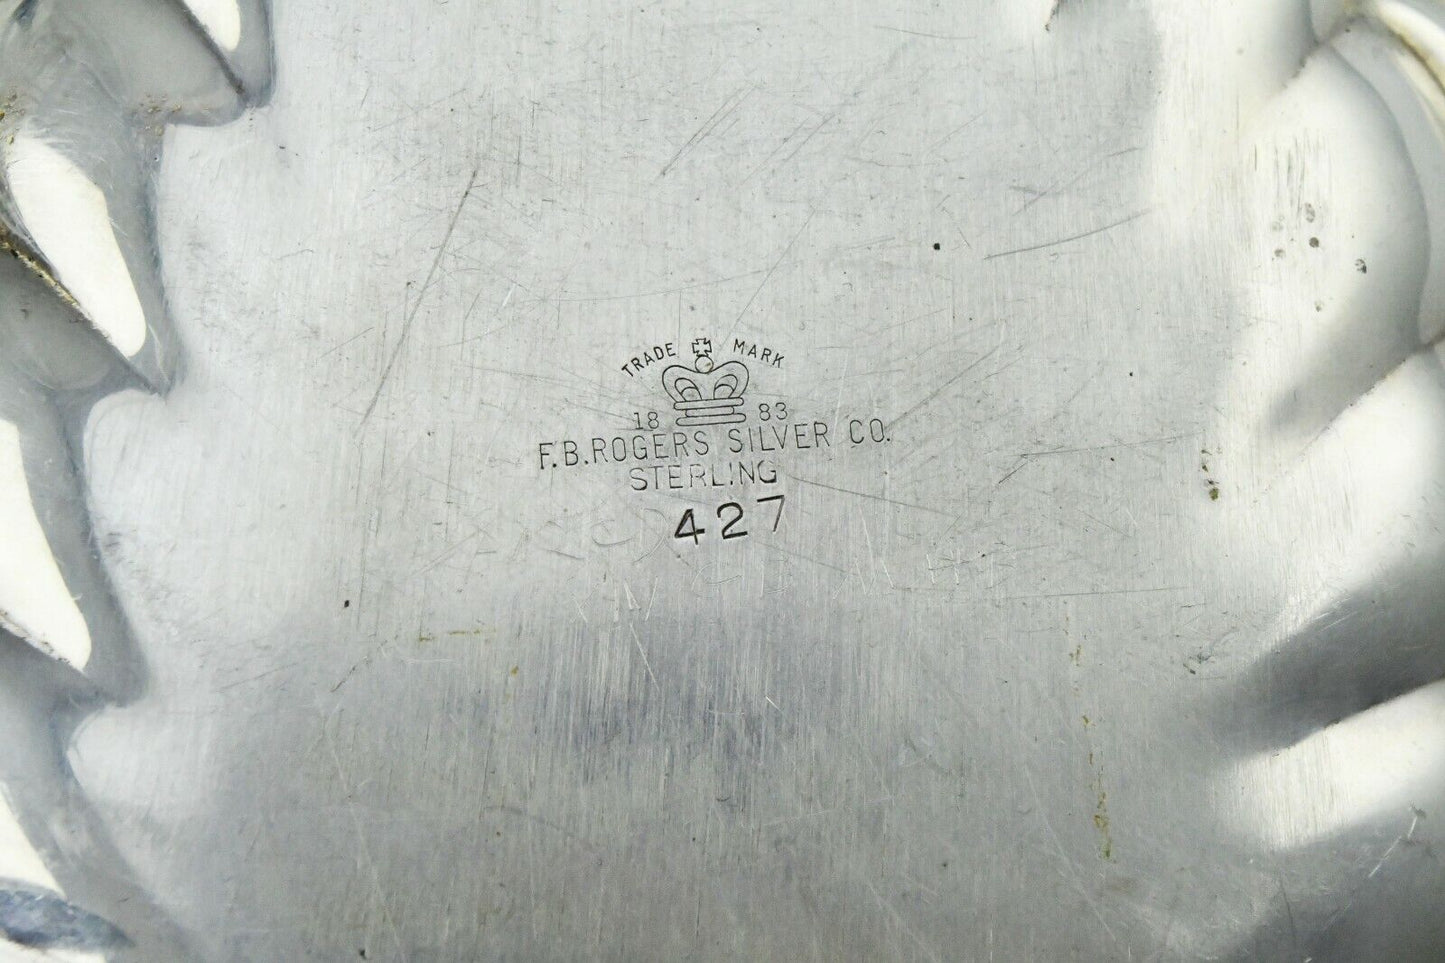 TRADE MARK
18 83
F.B.ROGERS SILVER CO.
STERLING
427